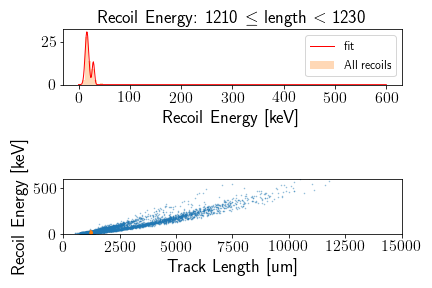 Recoil Energy: 1210 ≤ length < 1230
25
0
fit
All recoils
0 100 200 300 400 500 600
Recoil Energy [keV]
Recoil Energy [keV]
500
0
0 2500 5000 7500 10000 12500 15000
Track Length [um]